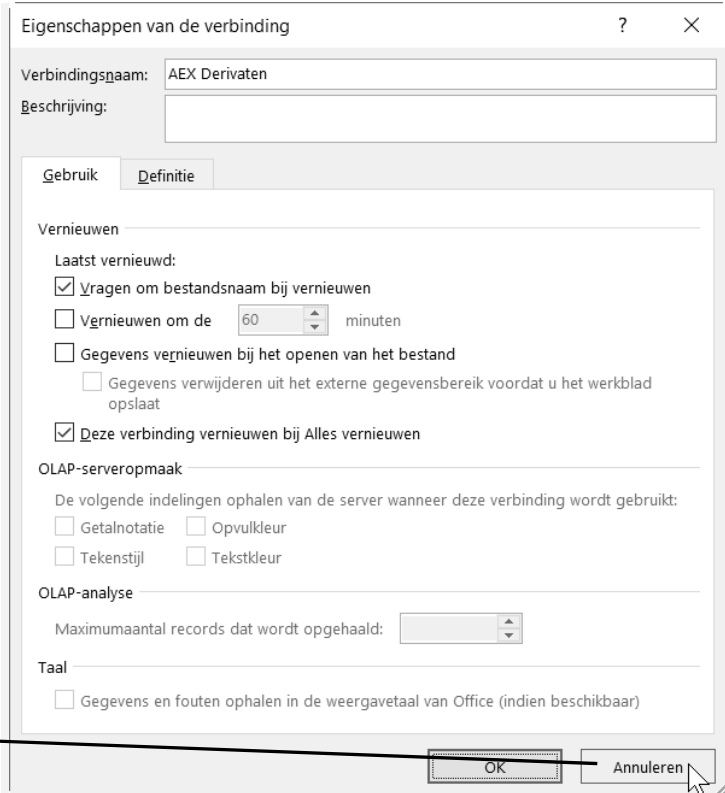 Eigenschappen van de verbinding
?
Verbindingsnaam:
AEX Derivaten
Beschrijving:
Gebruik
Definitie
Vernieuwen
Laatst vernieuwd:
Vragen om bestandsnaam bij vernieuwen
Vernieuwen om de 60 minuten
Gegevens vernieuwen bij het openen van het bestand
Gegevens verwijderen uit het externe gegevensbereik voordat u het werkblad
opslaat
Deze verbinding vernieuwen bij Alles vernieuwen
OLAP-serveropmaak
De volgende indelingen ophalen van de server wanneer deze verbinding wordt gebruikt:
Getalnotatie Opvulkleur
Tekenstijl Tekstkleur
OLAP-analyse
Maximumaantal records dat wordt opgehaald:
Taal
Gegevens en fouten ophalen in de weergavetaal van Office (indien beschikbaar)
OK Annuleren